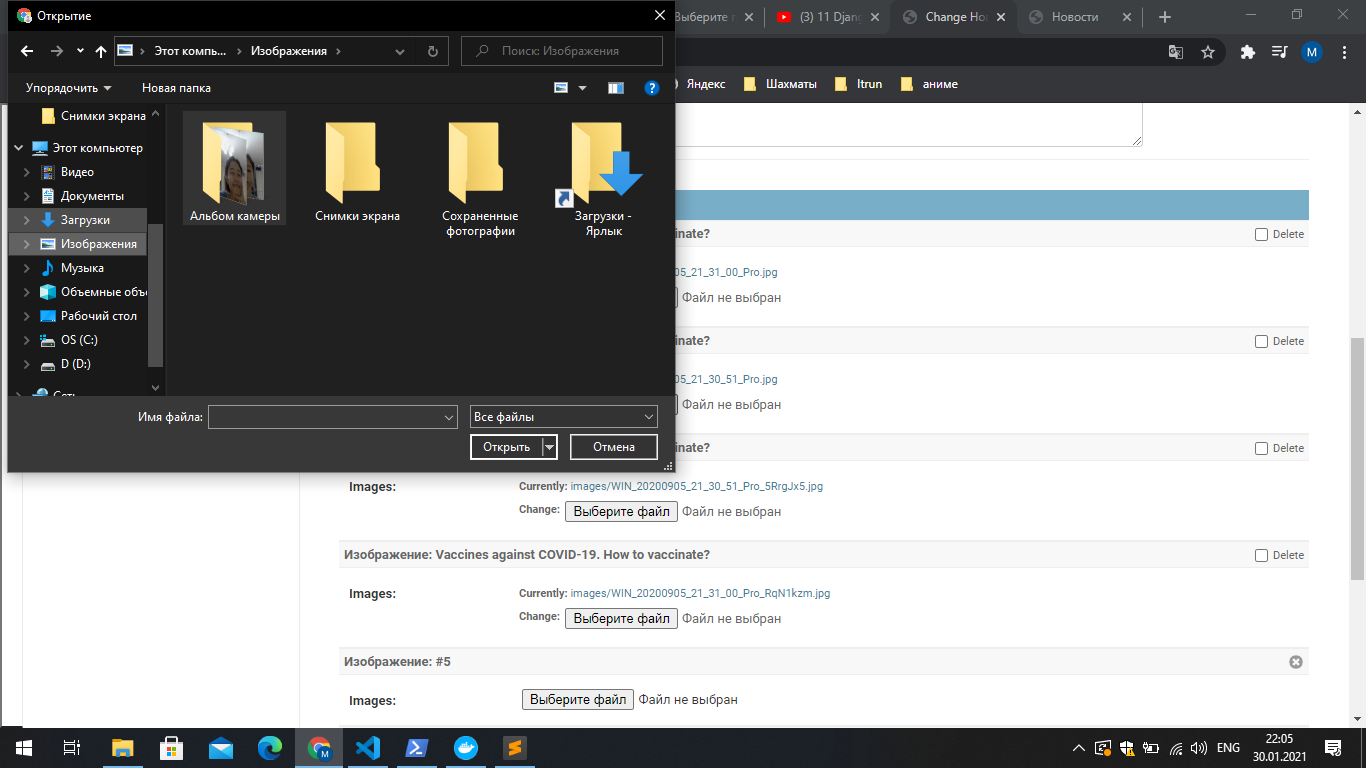 Открытие
Выберите
(3) 11 Djang
Change Ho
Новости
Этот компь...
Изображения
Поиск: Изображения
M
Упорядочить
Новая папка
Яндекс
Шахматы
Itrun
аниме
Снимки экрана
Этот компьютер
Видео
Документы
Загрузки
Изображения
Музыка
Объемные объ
Рабочий стол
OS (C:)
D (D:)
Сеть
Альбом камеры
Снимки экрана
Сохраненные
фотографии
Загрузки -
Ярлык
Имя файла:
Все файлы
Открыть
Отмена
inate?
Delete
05_21_31_00_Pro.jpg
Файл не выбран
inate?
Delete
05_21_30_51_Pro.jpg
Файл не выбран
inate?
Delete
Images:
Currently: images/WIN_20200905_21_30_51_Pro_5RrgJx5.jpg
Change: Выберите файл Файл не выбран
Изображение: Vaccines against COVID-19. How to vaccinate?
Delete
Images:
Currently: images/WIN_20200905_21_31_00_Pro_RqN1kzm.jpg
Change: Выберите файл Файл не выбран
Изображение: #5
Images:
Выберите файл Файл не выбран
M
ENG
22:05
30.01.2021